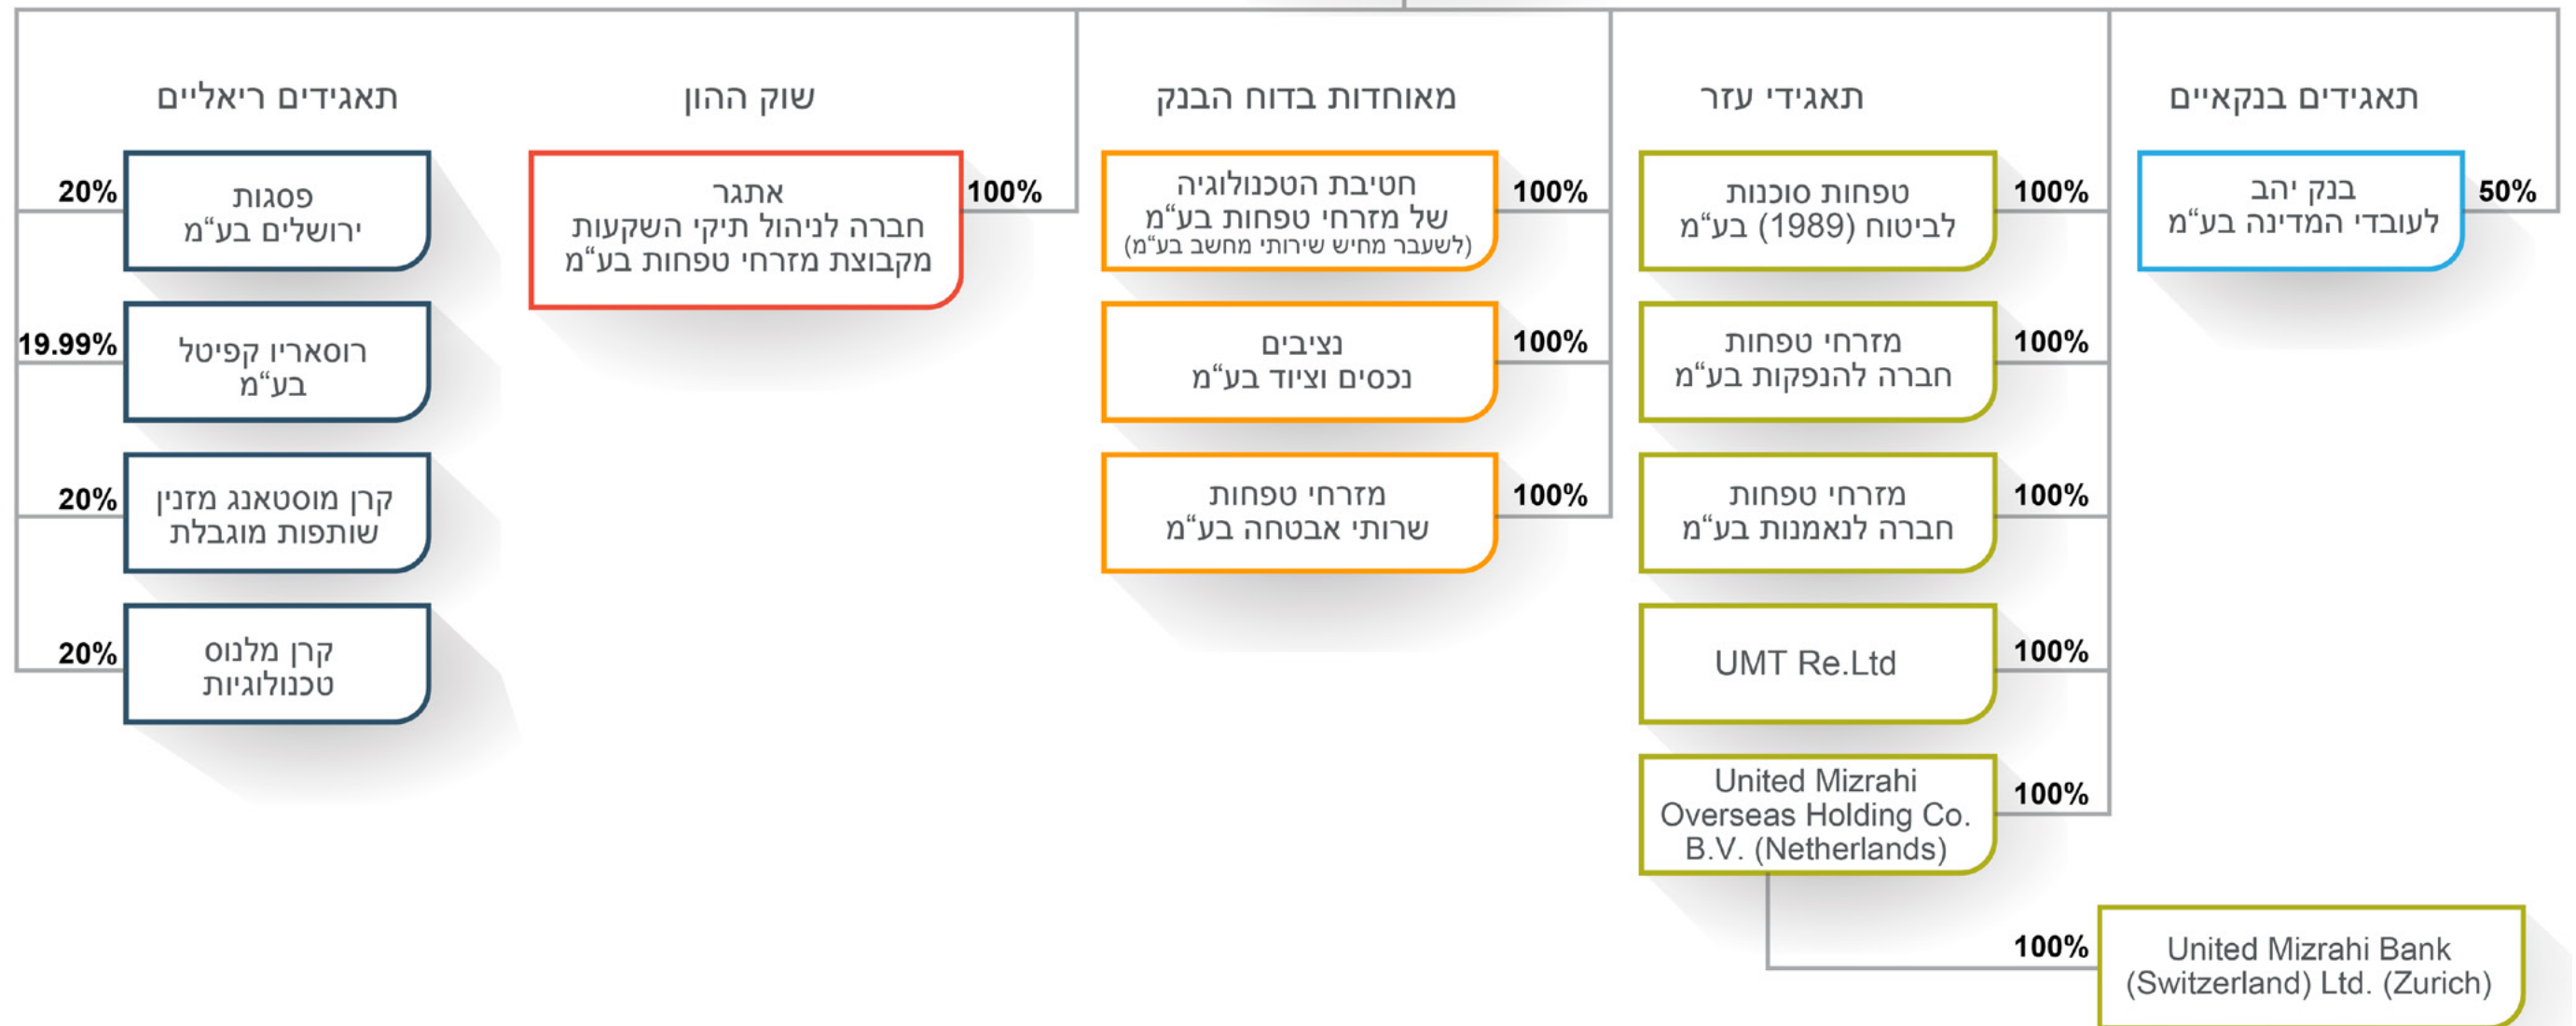 תאגידים בנקאיים
50%
בנק יהב
לעובדי המדינה בע“מ
תאגידי עזר
100%
טפחות סוכנות
לביטוח (1989) בע“מ
100%
מזרחי טפחות
חברה להנפקות בע“מ
100%
מזרחי טפחות
חברה לנאמנות בע“מ
100%
UMT Re.Ltd
100%
United Mizrahi
Overseas Holding Co.
B.V. (Netherlands)
100%
United Mizrahi Bank
(Switzerland) Ltd. (Zurich)
מאוחדות בדוח הבנק
100%
חטיבת הטכנולוגיה
של מזרחי טפחות בע“מ
(לשעבר מחיש שירותי מחשב בע“מ)
100%
נציבים
נכסים וציוד בע“מ
100%
מזרחי טפחות
שרותי אבטחה בע“מ
שוק ההון
100%
אתגר
חברה לניהול תיקי השקעות
מקבוצת מזרחי טפחות בע“מ
תאגידים ריאליים
20%
פסגות
ירושלים בע“מ
19.99%
רוסאריו קפיטל
בע“מ
20%
קרן מוסטאנג מזנין
שותפות מוגבלת
20%
קרן מלנוס
טכנולוגיות